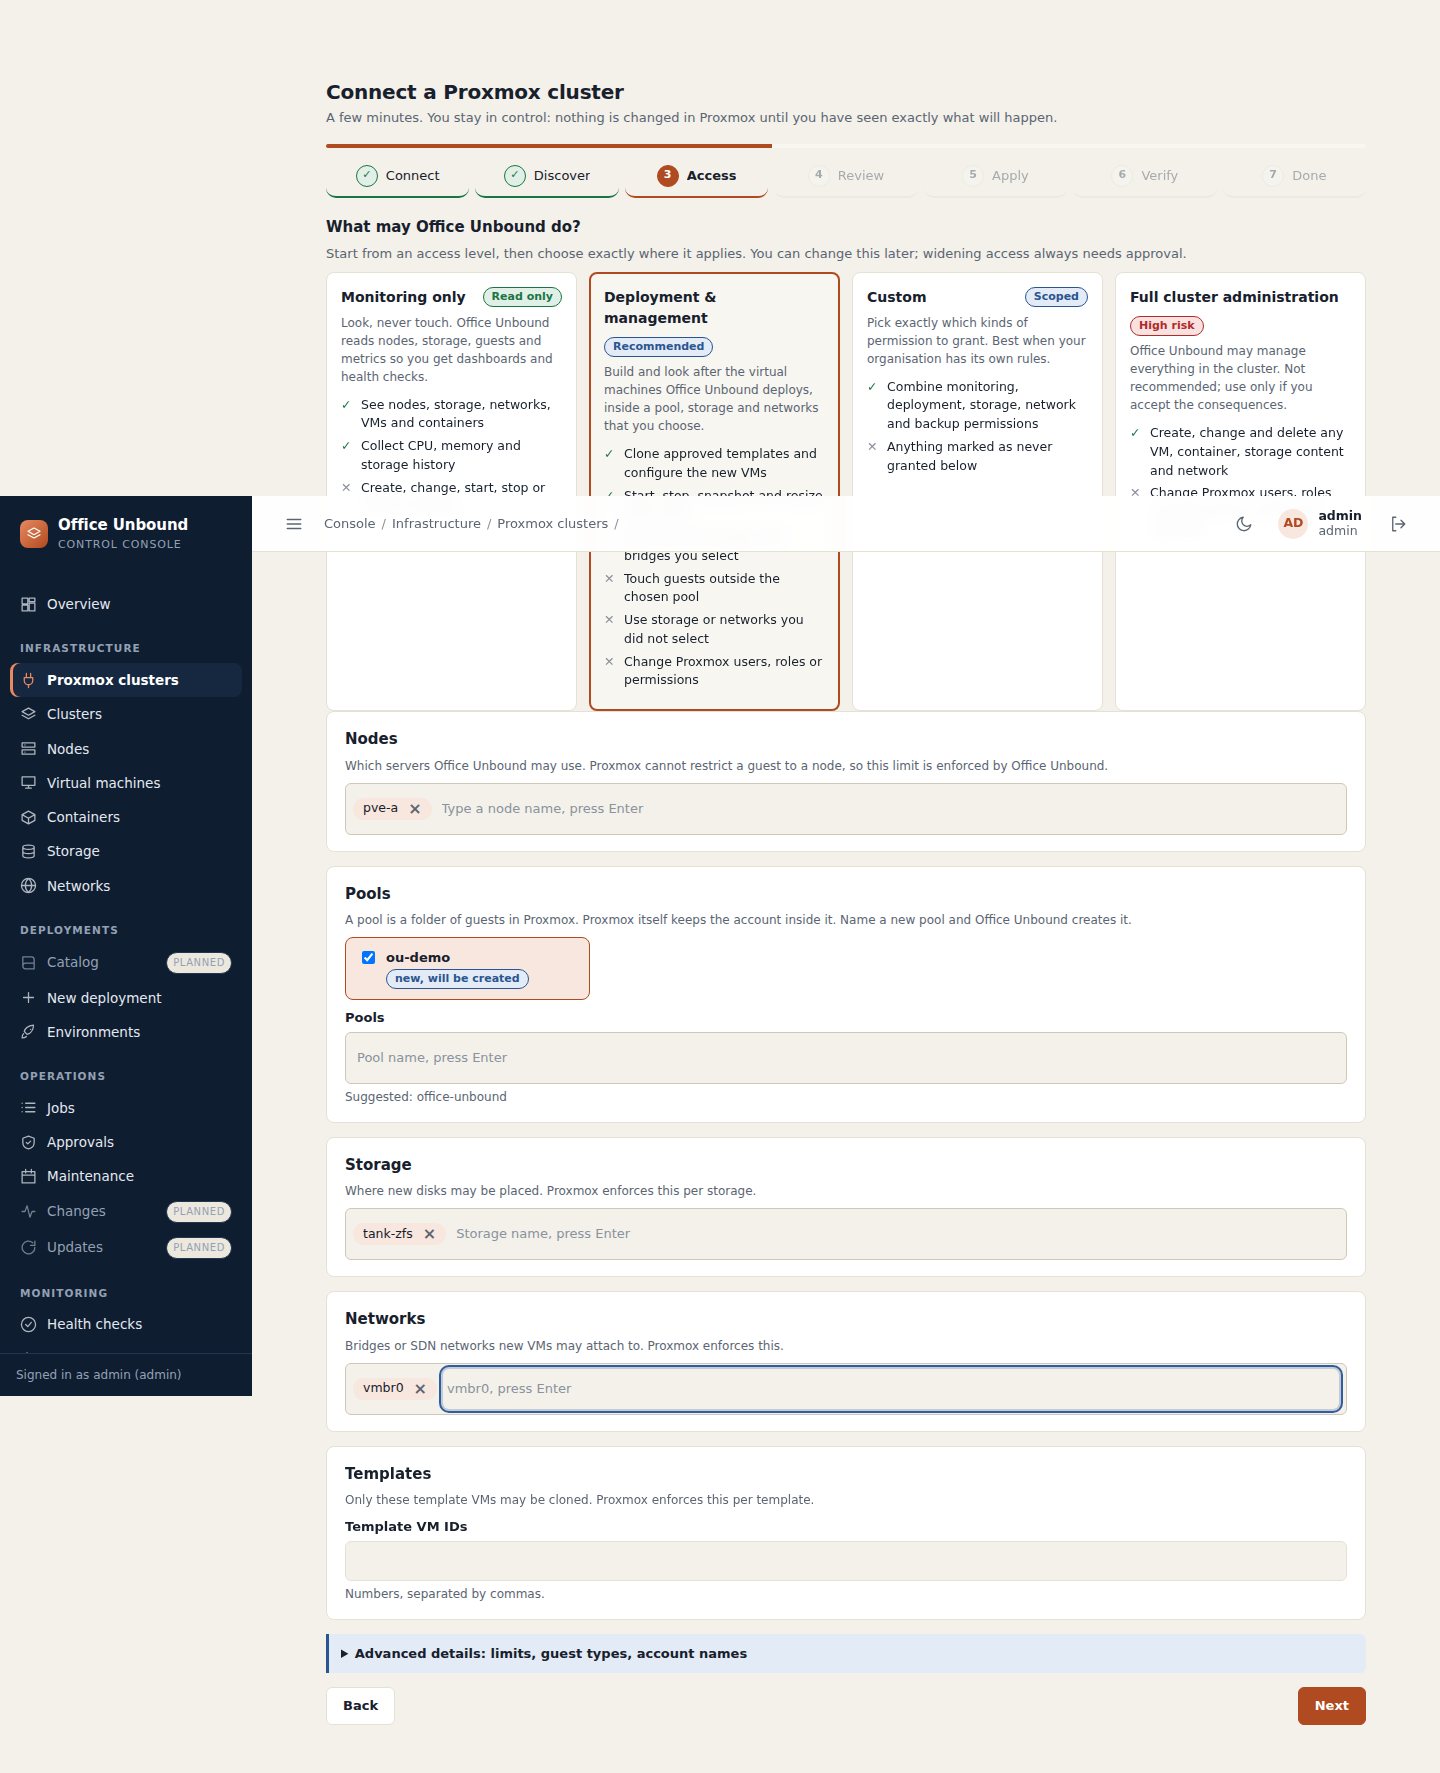 Connect a Proxmox cluster
A few minutes. You stay in control: nothing is changed in Proxmox until you have seen exactly what will happen.
✓ Connect
✓ Discover
3 Access
4 Review
5 Apply
6 Verify
7 Done
What may Office Unbound do?
Start from an access level, then choose exactly where it applies. You can change this later; widening access always needs approval.
Monitoring only
Read only
Look, never touch. Office Unbound
reads nodes, storage, guests and
metrics so you get dashboards and
health checks.
✓ See nodes, storage, networks,
VMs and containers
✓ Collect CPU, memory and
storage history
✕ Create, change, start, stop or
Deployment &
management
Recommended
Build and look after the virtual
machines Office Unbound deploys,
inside a pool, storage and networks
that you choose.
✓ Clone approved templates and
configure the new VMs
✓ Start, stop, snapshot and resize
bridges you select
✕ Touch guests outside the
chosen pool
✕ Use storage or networks you
did not select
✕ Change Proxmox users, roles or
permissions
Custom
Scoped
Pick exactly which kinds of
permission to grant. Best when your
organisation has its own rules.
✓ Combine monitoring,
deployment, storage, network
and backup permissions
✕ Anything marked as never
granted below
Full cluster administration
High risk
Office Unbound may manage
everything in the cluster. Not
recommended; use only if you
accept the consequences.
✓ Create, change and delete any
VM, container, storage content
and network
✕ Change Proxmox users, roles
Office Unbound
CONTROL CONSOLE
Console / Infrastructure / Proxmox clusters /
AD
admin
admin
Overview
INFRASTRUCTURE
Proxmox clusters
Clusters
Nodes
Virtual machines
Containers
Storage
Networks
DEPLOYMENTS
Catalog PLANNED
New deployment
Environments
OPERATIONS
Jobs
Approvals
Maintenance
Changes PLANNED
Updates PLANNED
MONITORING
Health checks
Signed in as admin (admin)
Nodes
Which servers Office Unbound may use. Proxmox cannot restrict a guest to a node, so this limit is enforced by Office Unbound.
pve-a ✕ Type a node name, press Enter
Pools
A pool is a folder of guests in Proxmox. Proxmox itself keeps the account inside it. Name a new pool and Office Unbound creates it.
ou-demo
new, will be created
Pools
Pool name, press Enter
Suggested: office-unbound
Storage
Where new disks may be placed. Proxmox enforces this per storage.
tank-zfs ✕ Storage name, press Enter
Networks
Bridges or SDN networks new VMs may attach to. Proxmox enforces this.
vmbr0 ✕ vmbr0, press Enter
Templates
Only these template VMs may be cloned. Proxmox enforces this per template.
Template VM IDs
Numbers, separated by commas.
Advanced details: limits, guest types, account names
Back
Next